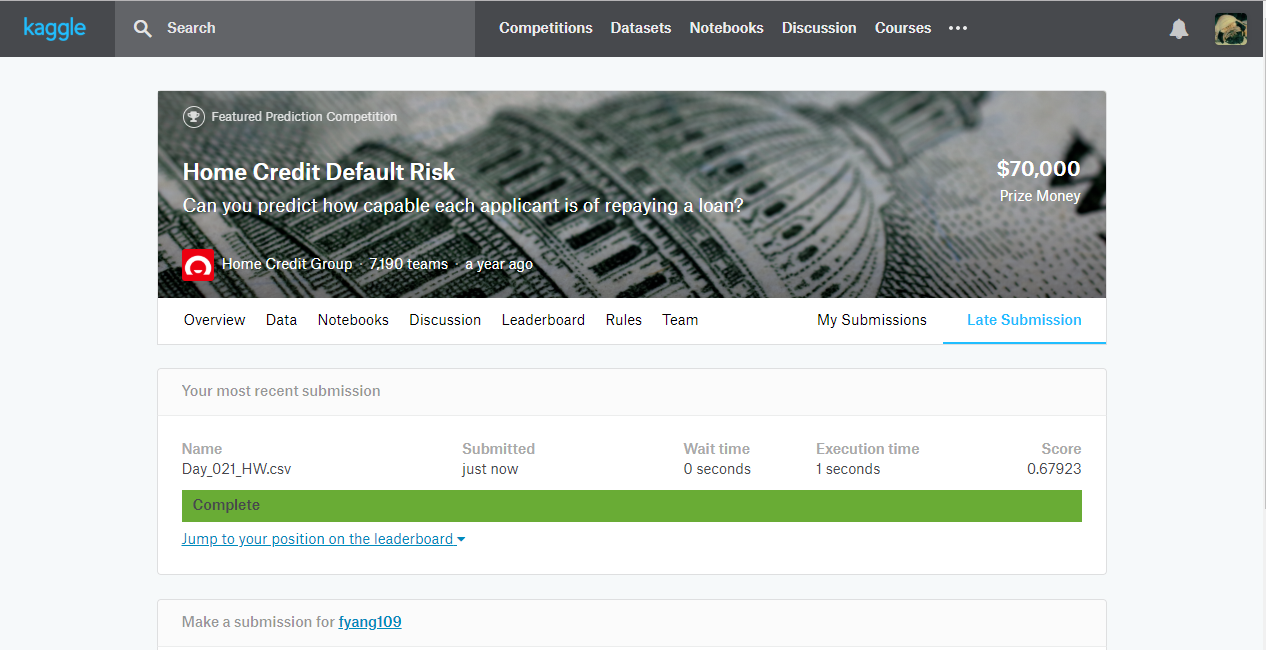 kaggle
Search
Competitions Datasets Notebooks Discussion Courses •••
Featured Prediction Competition
Home Credit Default Risk
$70,000
Can you predict how capable each applicant is of repaying a loan?
Prize Money
Home Credit Group · 7,190 teams · a year ago
Overview Data Notebooks Discussion Leaderboard Rules Team My Submissions Late Submission
Your most recent submission
Name Submitted Wait time Execution time Score
Day_021_HW.csv just now 0 seconds 1 seconds 0.67923
Complete
Jump to your position on the leaderboard
Make a submission for fyang109